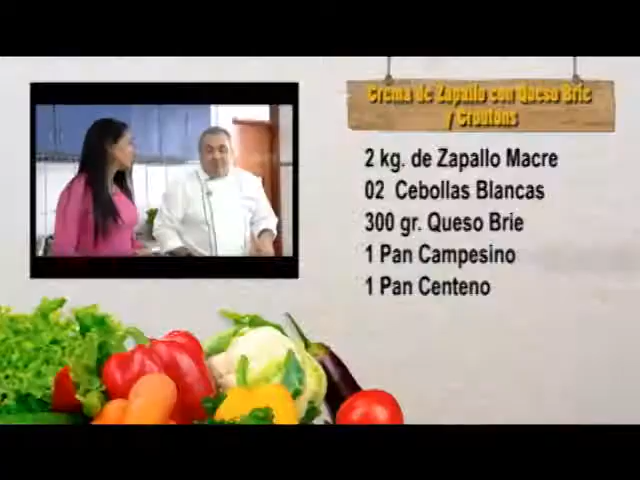 Crema de Zapallo con Queso Brie
y Croutóns
2 kg. de Zapallo Macre
02 Cebollas Blancas
300 gr. Queso Brie
1 Pan Campesino
1 Pan Centeno